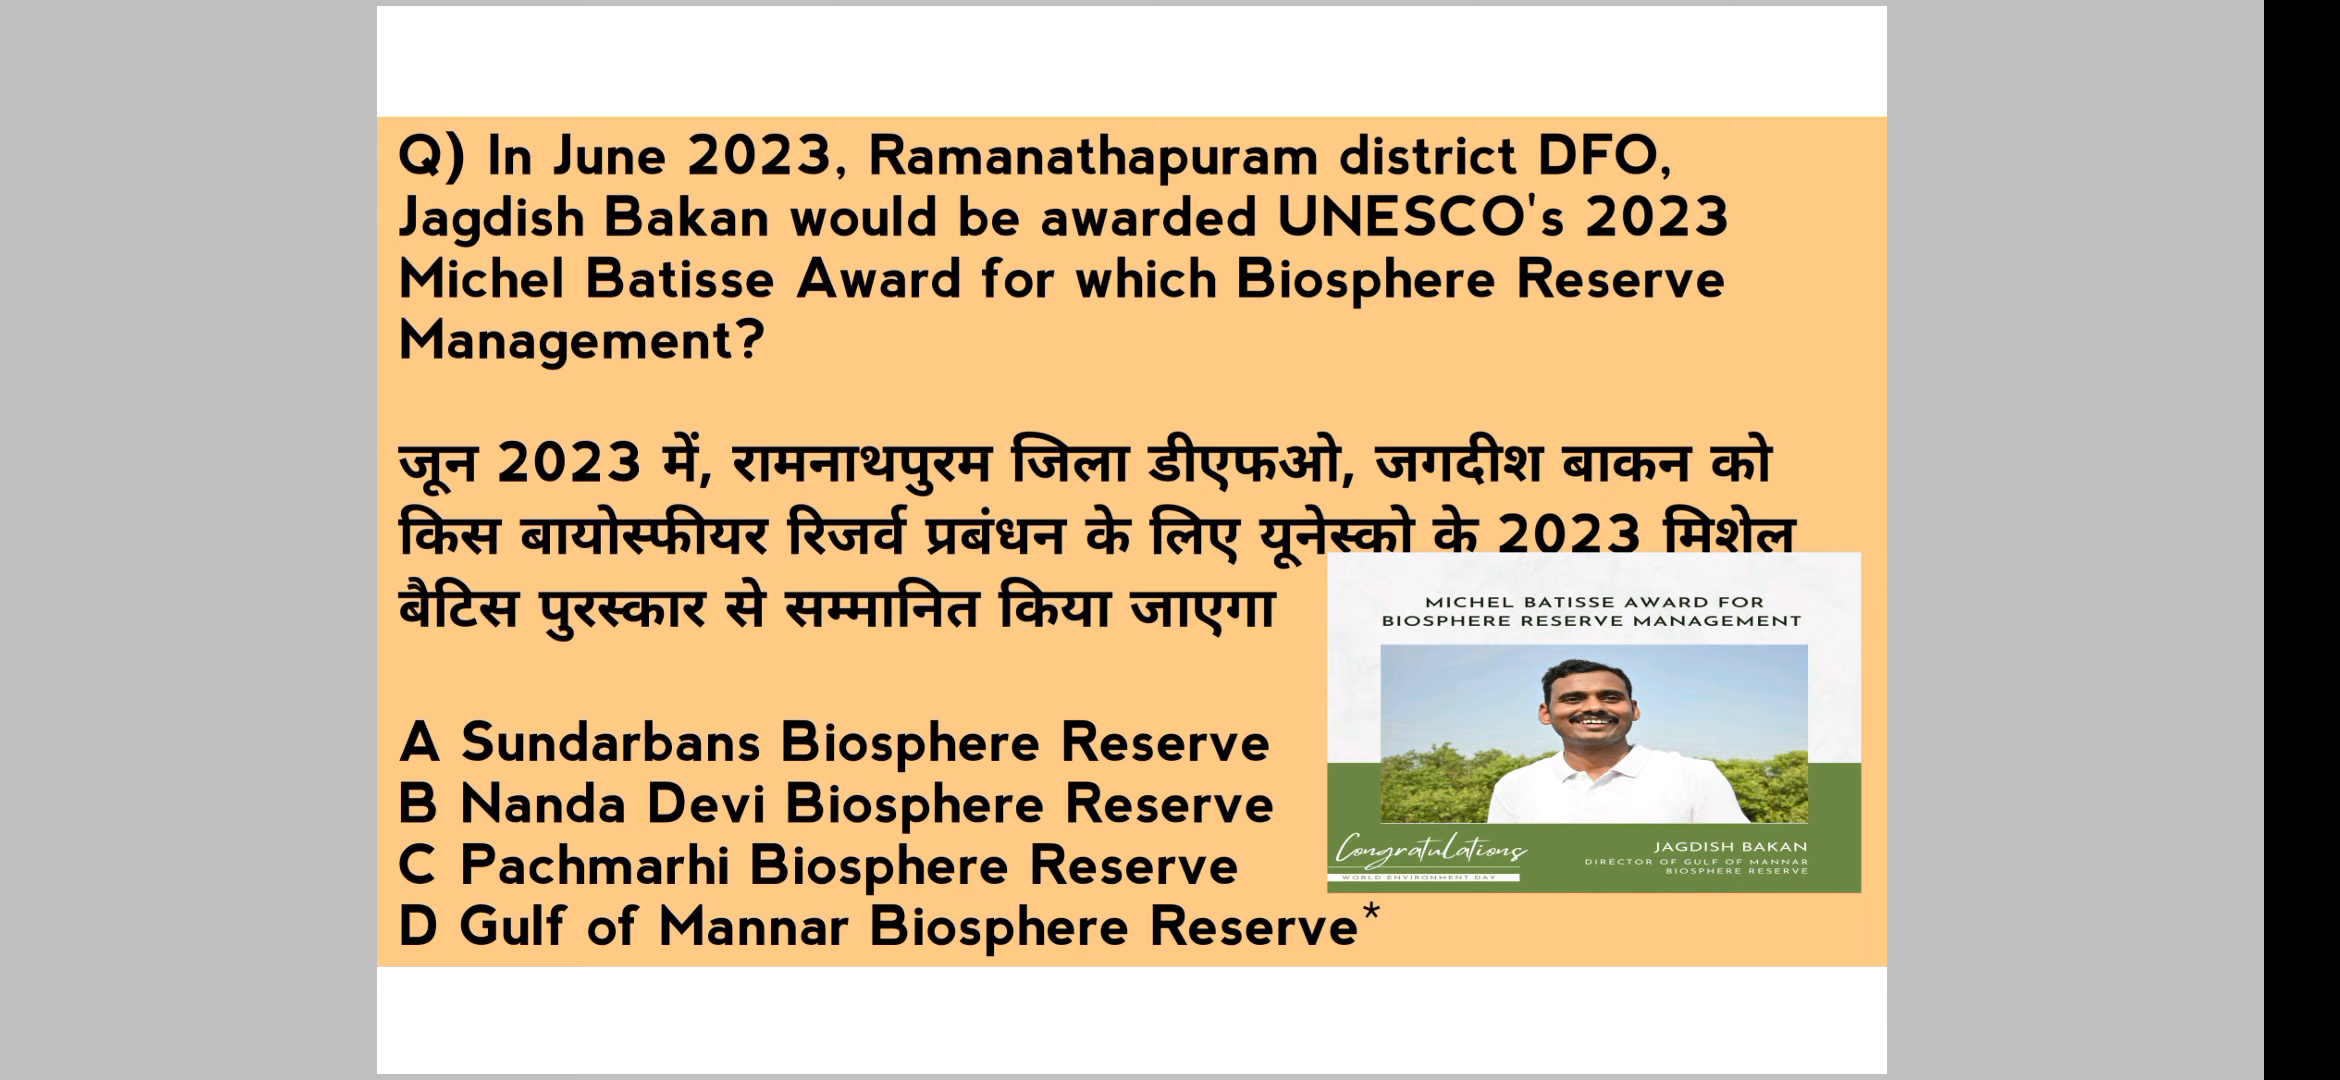 Q) In June 2023, Ramanathapuram district DFO,
Jagdish Bakan would be awarded UNESCO's 2023
Michel Batisse Award for which Biosphere Reserve
Management?
जून 2023 में, रामनाथपुरम जिला डीएफओ, जगदीश बाकन को
किस बायोस्फीयर रिजर्व प्रबंधन के लिए यूनेस्को के 2023 मिशेल
बैटिस पुरस्कार से सम्मानित किया जाएगा
MICHEL BATISSE AWARD FOR
BIOSPHERE RESERVE MANAGEMENT
A Sundarbans Biosphere Reserve
B Nanda Devi Biosphere Reserve
C Pachmarhi Biosphere Reserve
D Gulf of Mannar Biosphere Reserve*
Congratulations
WORLD ENVIRONMENT DAY
JAGDISH BAKAN
DIRECTOR OF GULF OF MANNAR
BIOSPHERE RESERVE